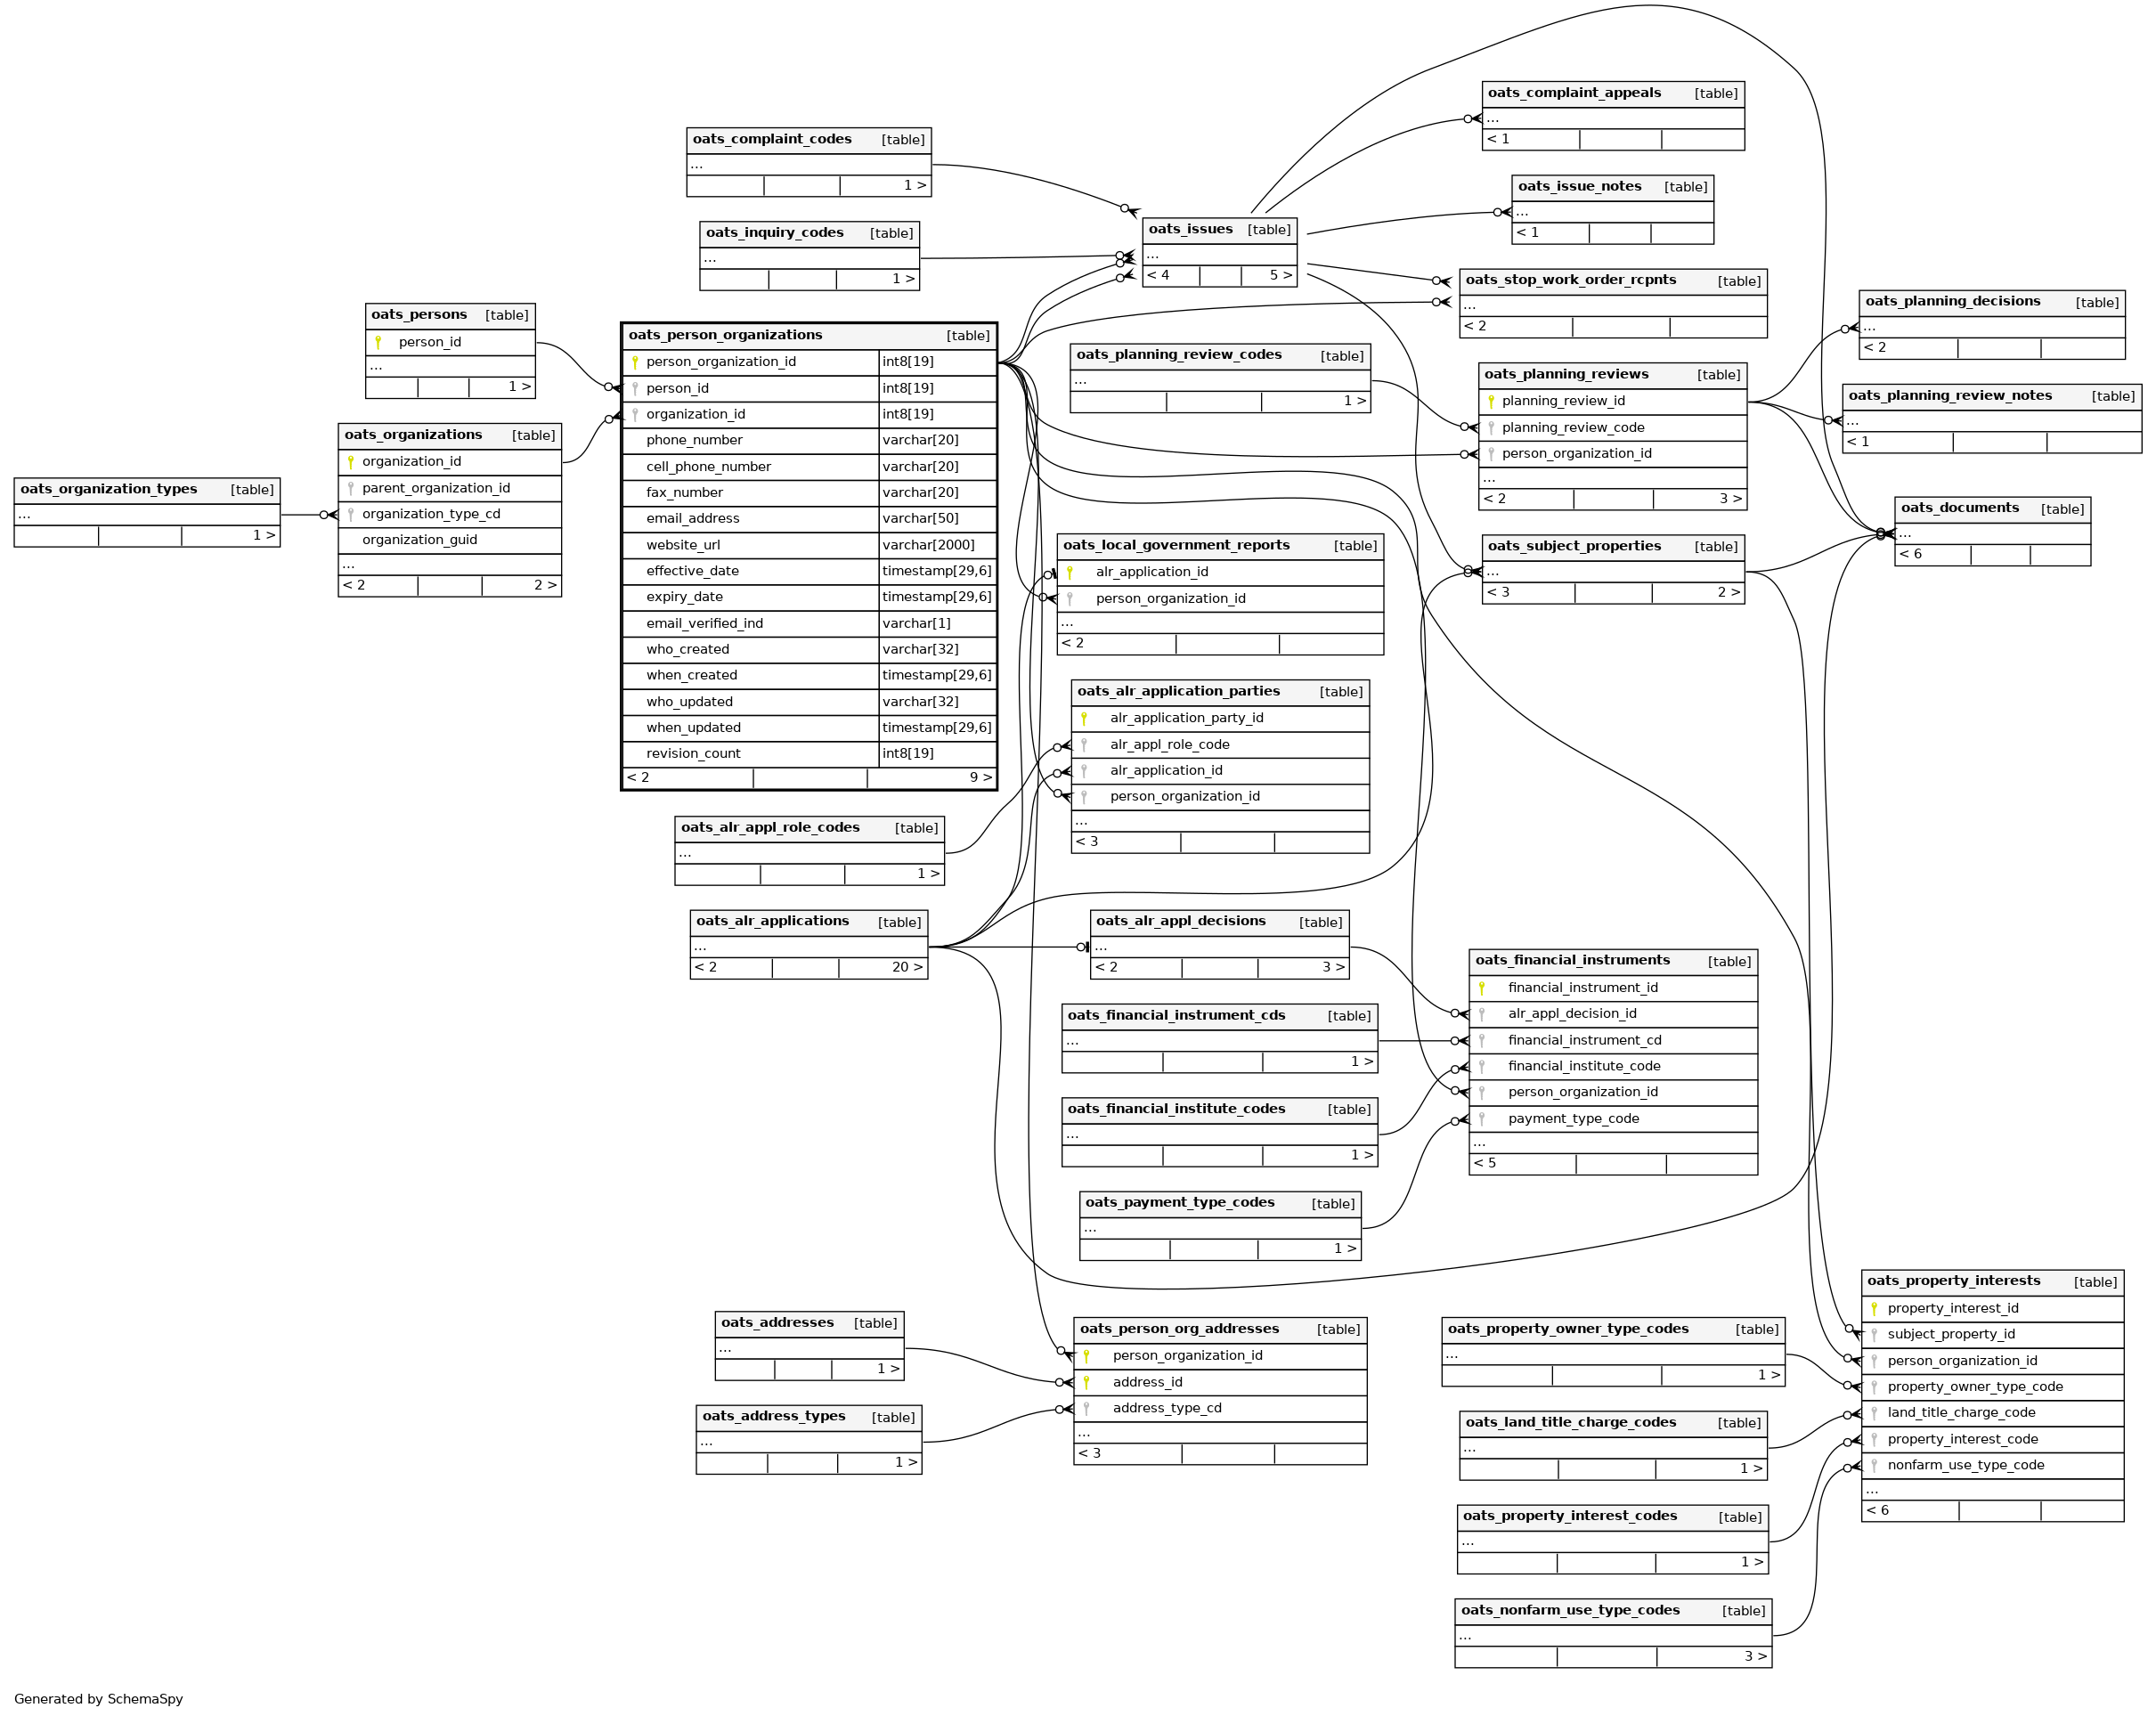 oats_complaint_appeals [table]
...
< 1
oats_complaint_codes [table]
...
1 >
oats_issue_notes [table]
...
< 1
oats_issues [table]
...
< 4 5 >
oats_inquiry_codes [table]
...
1 >
oats_stop_work_order_rcpnts [table]
...
< 2
oats_planning_decisions [table]
...
< 2
oats_persons [table]
person_id
...
1 >
oats_person_organizations [table]
person_organization_id int8[19]
person_id int8[19]
organization_id int8[19]
phone_number varchar[20]
cell_phone_number varchar[20]
fax_number varchar[20]
email_address varchar[50]
website_url varchar[2000]
effective_date timestamp[29,6]
expiry_date timestamp[29,6]
email_verified_ind varchar[1]
who_created varchar[32]
when_created timestamp[29,6]
who_updated varchar[32]
when_updated timestamp[29,6]
revision_count int8[19]
< 2 9 >
oats_planning_review_codes [table]
...
1 >
oats_planning_reviews [table]
planning_review_id
planning_review_code
person_organization_id
...
< 2 3 >
oats_planning_review_notes [table]
...
< 1
oats_organizations [table]
organization_id
parent_organization_id
organization_type_cd
organization_guid
...
< 2 2 >
oats_organization_types [table]
...
1 >
oats_documents [table]
...
< 6
oats_local_government_reports [table]
alr_application_id
person_organization_id
...
< 2
oats_subject_properties [table]
...
< 3 2 >
oats_alr_application_parties [table]
alr_application_party_id
alr_appl_role_code
alr_application_id
person_organization_id
...
< 3
oats_alr_appl_role_codes [table]
...
1 >
oats_alr_applications [table]
...
< 2 20 >
oats_alr_appl_decisions [table]
...
< 2 3 >
oats_financial_instruments [table]
financial_instrument_id
alr_appl_decision_id
financial_instrument_cd
financial_institute_code
person_organization_id
payment_type_code
...
< 5
oats_financial_instrument_cds [table]
...
1 >
oats_financial_institute_codes [table]
...
1 >
oats_payment_type_codes [table]
...
1 >
oats_property_interests [table]
property_interest_id
subject_property_id
person_organization_id
property_owner_type_code
land_title_charge_code
property_interest_code
nonfarm_use_type_code
...
< 6
oats_addresses [table]
...
1 >
oats_person_org_addresses [table]
person_organization_id
address_id
address_type_cd
...
< 3
oats_property_owner_type_codes [table]
...
1 >
oats_address_types [table]
...
1 >
oats_land_title_charge_codes [table]
...
1 >
oats_property_interest_codes [table]
...
1 >
oats_nonfarm_use_type_codes [table]
...
3 >
Generated by SchemaSpy